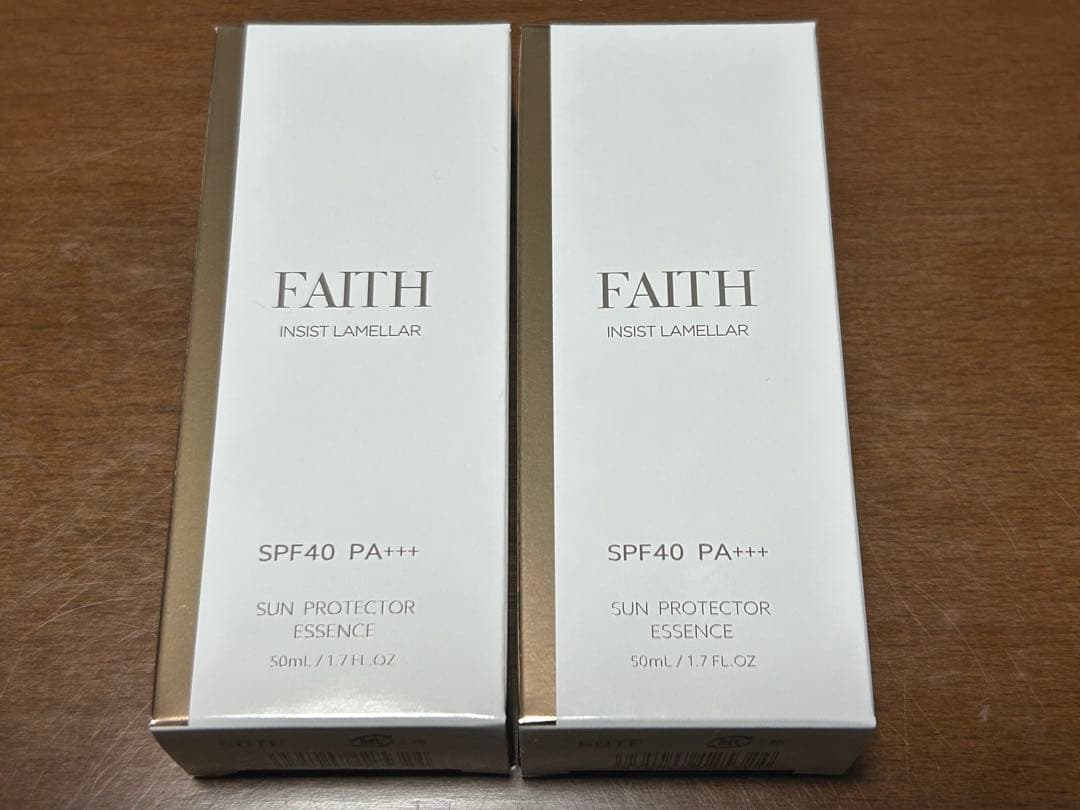 FAITH
INSIST LAMELLAR
SPF40 PA+++
SUN PROTECTOR
ESSENCE
50mL / 1.7 FL.OZ
FAITH
INSIST LAMELLAR
SPF40 PA+++
SUN PROTECTOR
ESSENCE
50mL / 1.7 FL.OZ